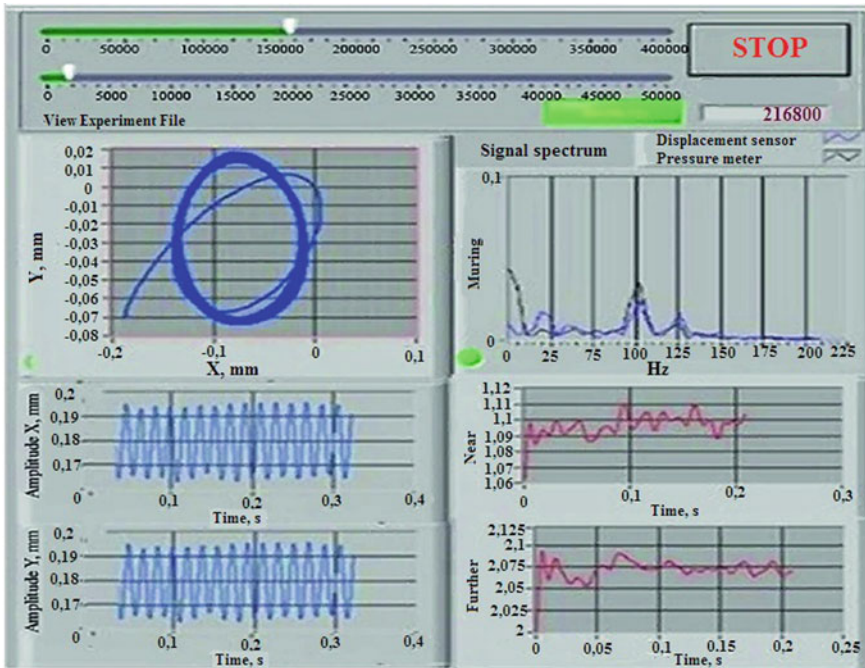 0 50000 100000 150000 200000 250000 300000 350000 400000
STOP
0 5000 10000 15000 20000 25000 30000 35000 40000 45000 50000
View Experiment File
216800
0,02
0,01
0
-0,01
-0,02
-0,03
-0,04
-0,05
-0,06
-0,07
-0,08
Y, mm
-0,2 -0,1 0 0,1
X, mm
Signal spectrum
Displacement sensor
Pressure meter
0,1
0
Muring
0 25 75 100 125 150 175 200 225
Hz
0,2
0,19
0,18
0,17
0
Amplitude X, mm
0,1 0,2 0,3 0,4
Time, s
1,12
1,11
1,1
1,09
1,08
1,07
1,06
Near
0 0,1 0,2 0,3
Time, s
0,2
0,19
0,18
0,17
0
Amplitude Y, mm
0,1 0,2 0,3 0,4
Time, s
2,125
2,1
2,075
2,05
2,025
2
Further
0 0,05 0,1 0,15 0,2 0,25
Time, s